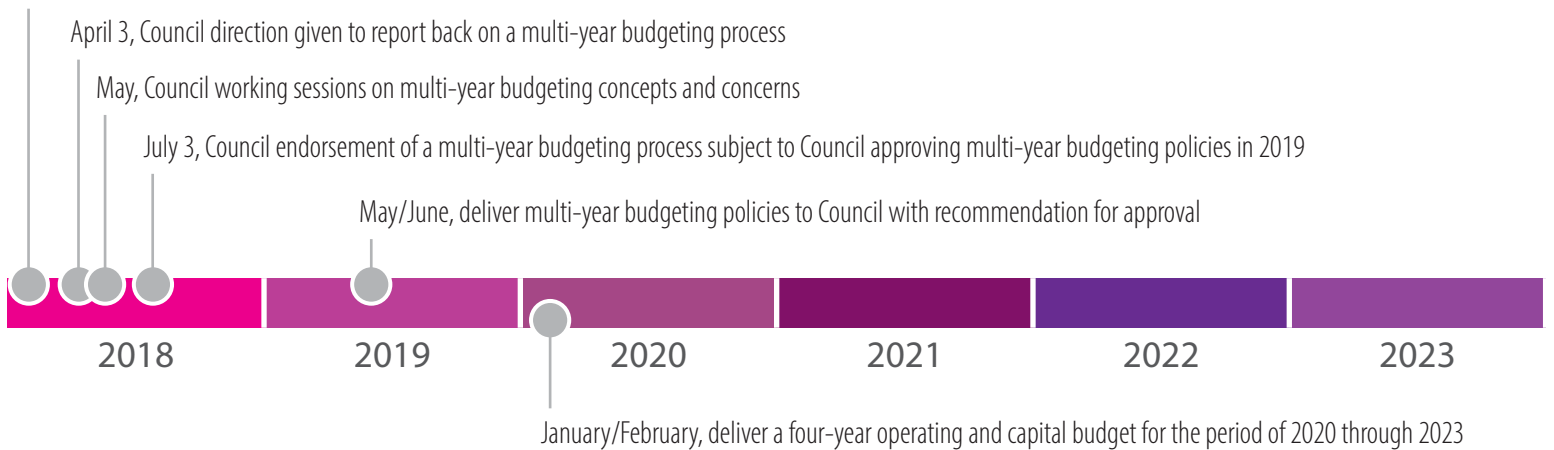 April 3, Council direction given to report back on a multi-year budgeting process
May, Council working sessions on multi-year budgeting concepts and concerns
July 3, Council endorsement of a multi-year budgeting process subject to Council approving multi-year budgeting policies in 2019
May/June, deliver multi-year budgeting policies to Council with recommendation for approval
2018 2019 2020 2021 2022 2023
January/February, deliver a four-year operating and capital budget for the period of 2020 through 2023